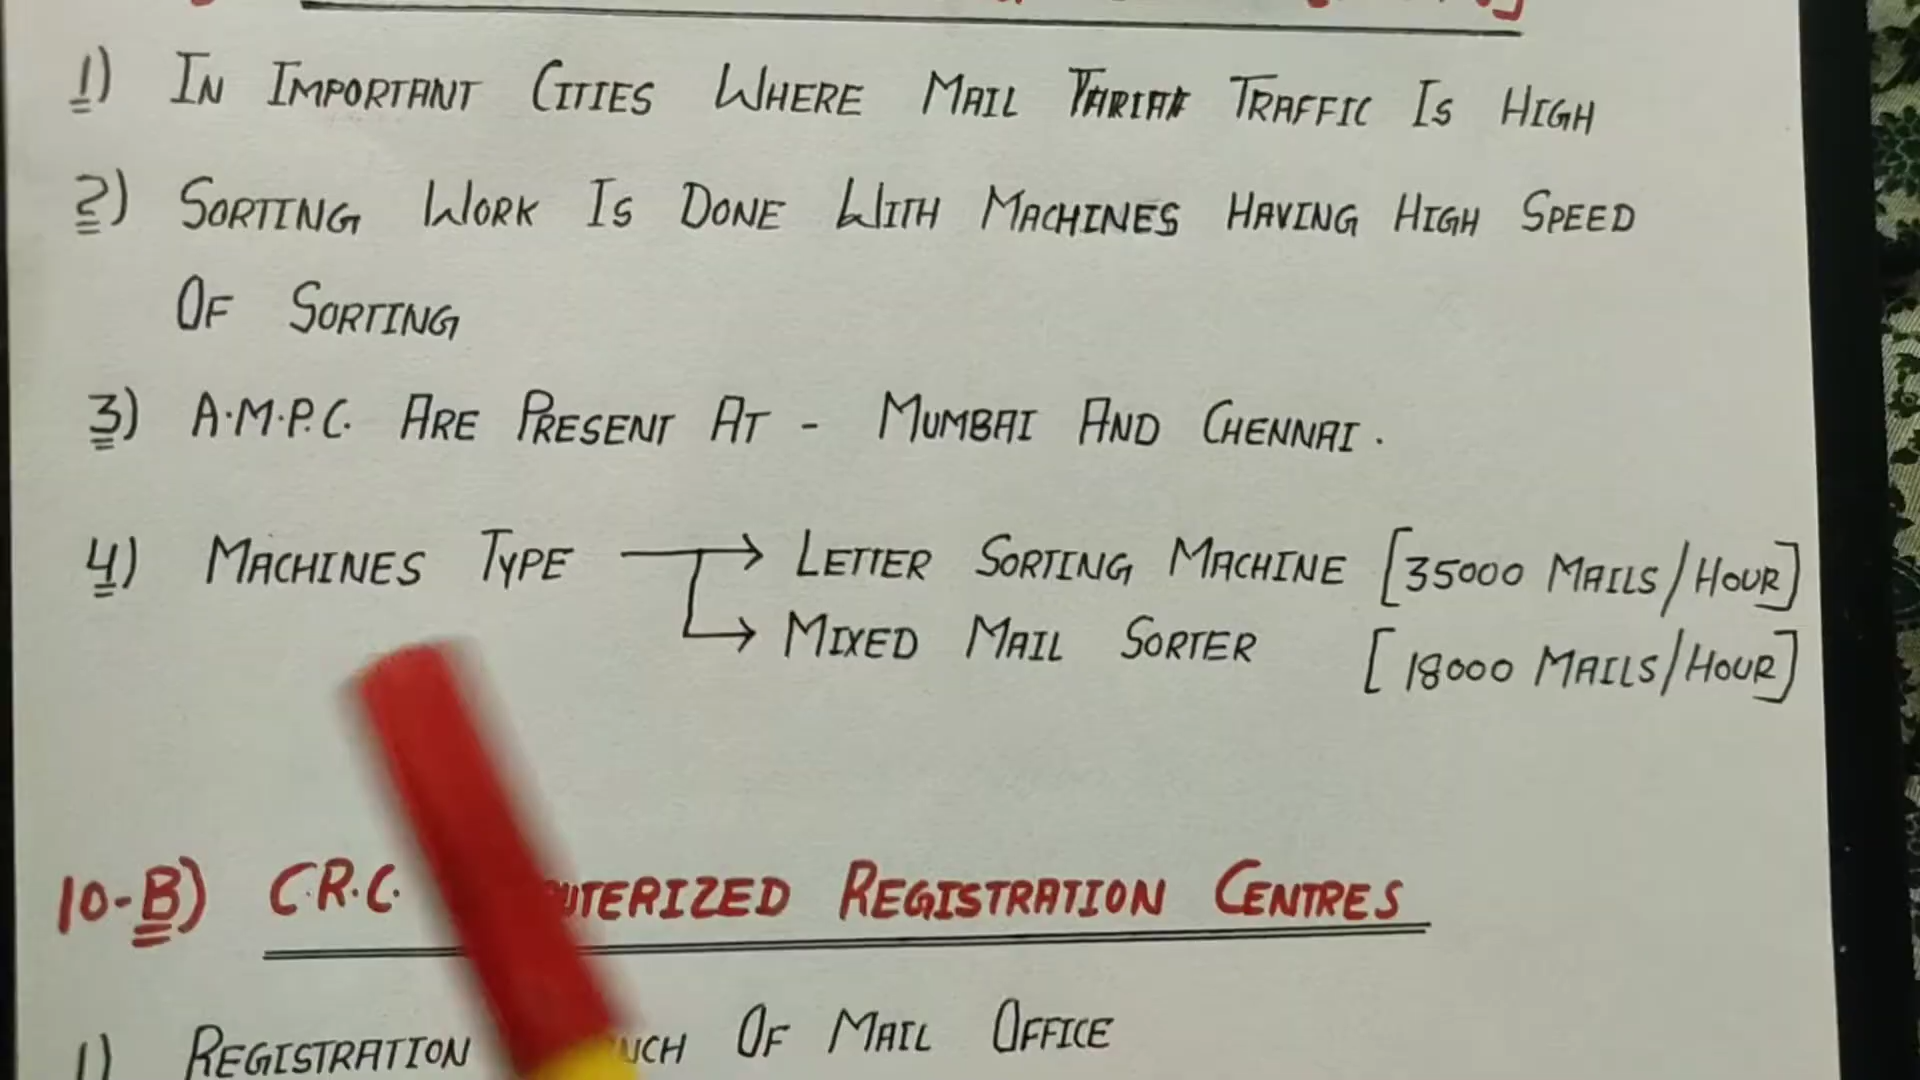 1) IN IMPORTANT CITIES WHERE MAIL TRAFFIC IS HIGH
2) SORTING WORK IS DONE WITH MACHINES HAVING HIGH SPEED
OF SORTING
3) A.M.P.C. ARE PRESENT AT - MUMBAI AND CHENNAI.
4) MACHINES TYPE → LETTER SORTING MACHINE [35000 MAILS/HOUR]
→ MIXED MAIL SORTER [18000 MAILS/HOUR]
10-B) C.R.C. UTERIZED REGISTRATION CENTRES
1) REGISTRATION NCH OF MAIL OFFICE